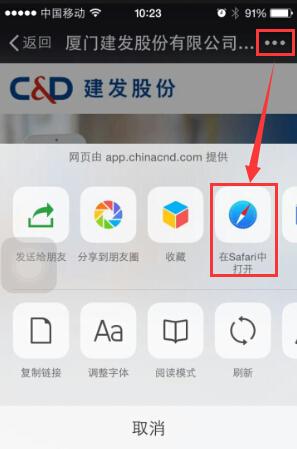 中国移动 10:23 91%
返回 厦门建发股份有限公司...
C&D 建发股份
网页由 app.chinacnd.com 提供
发送给朋友 分享到朋友圈 收藏 在Safari中
打开
复制链接 调整字体 阅读模式 刷新
取消